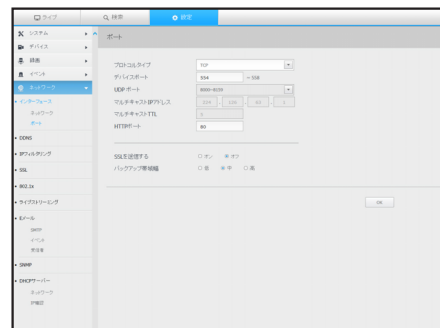 ライブ
検索
設定
システム
デバイス
録画
イベント
ネットワーク
インターフェース
ネットワーク
ポート
DDNS
IPフィルタリング
SSL
802.1x
ライブストリーミング
Eメール
SMTP
イベント
受信者
SNMP
DHCPサーバー
ネットワーク
IP確認
ポート
プロトコルタイプ TCP
デバイスポート 554 ~ 558
UDP ポート 8000~8159
マルチキャストIPアドレス
マルチキャストTTL 5
HTTPポート 80
SSLを送信する オン オフ
バックアップ帯域幅 低 中 高
OK